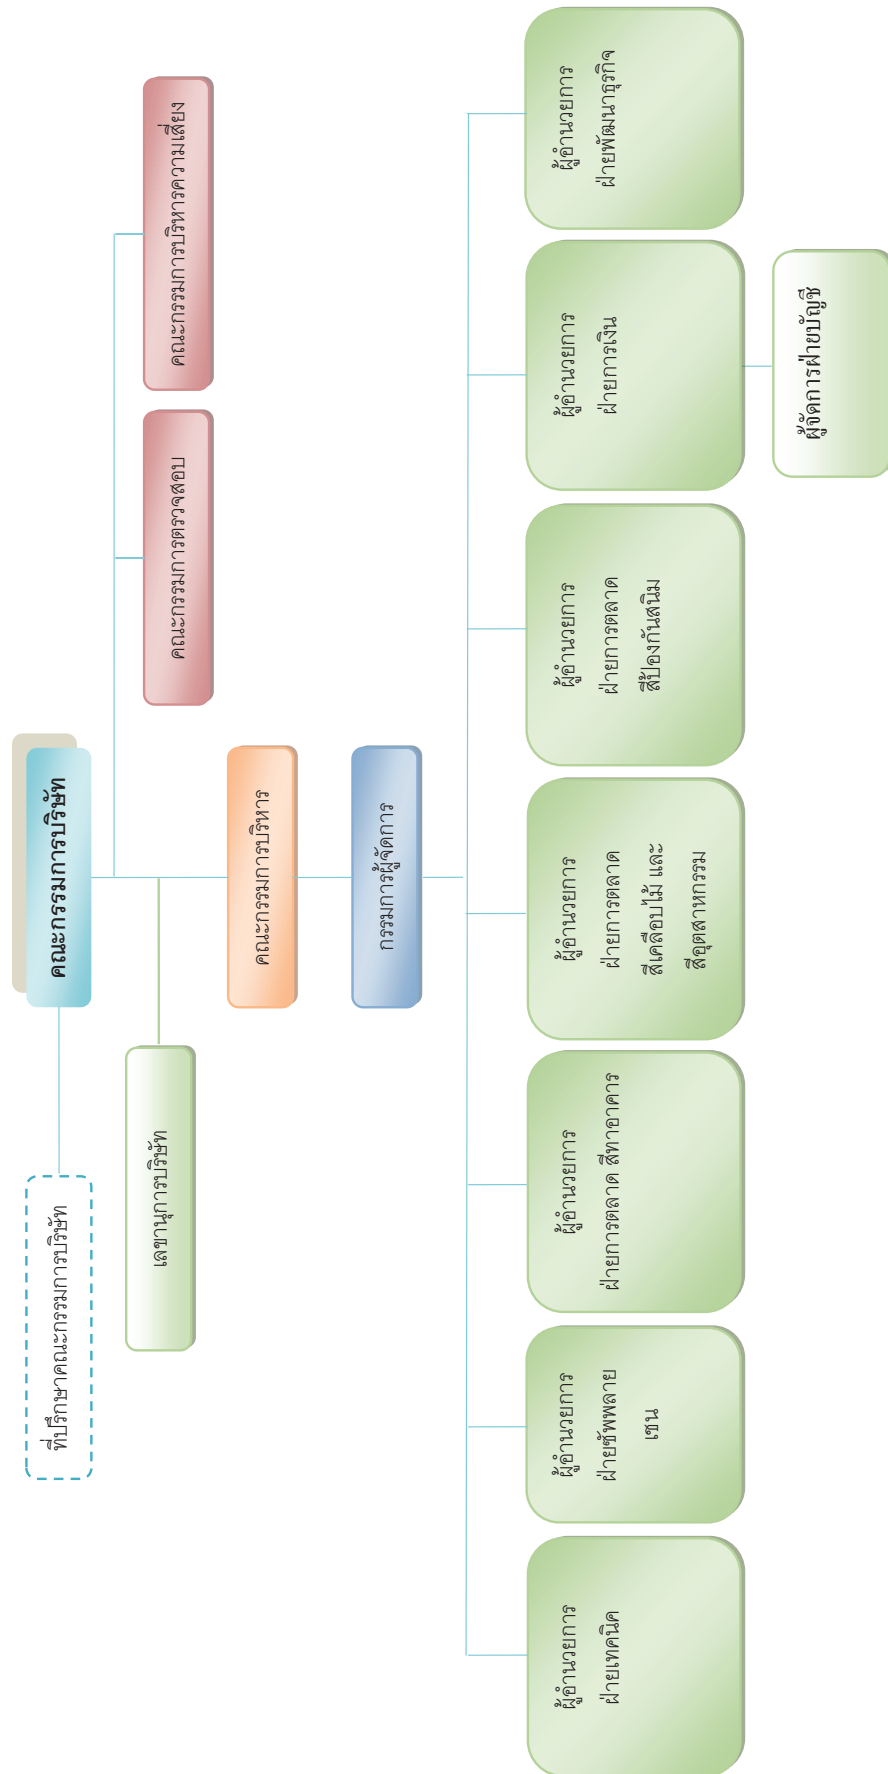 คณะกรรมการบริษัท
ที่ปรึกษาคณะกรรมการบริษัท
คณะกรรมการตรวจสอบ
คณะกรรมการบริหารความเสี่ยง
เลขานุการบริษัท
คณะกรรมการบริหาร
กรรมการผู้จัดการ
ผู้อำนวยการ
ฝ่ายเทคนิค
ผู้อำนวยการ
ฝ่ายซัพพลาย
เชน
ผู้อำนวยการ
ฝ่ายการตลาด สีทาอาคาร
ผู้อำนวยการ
ฝ่ายการตลาด
สีเคลือบไม้ และ
สีอุตสาหกรรม
ผู้อำนวยการ
ฝ่ายการตลาด
สีป้องกันสนิม
ผู้อำนวยการ
ฝ่ายการเงิน
ผู้อำนวยการ
ฝ่ายพัฒนาธุรกิจ
ผู้จัดการฝ่ายบัญชี